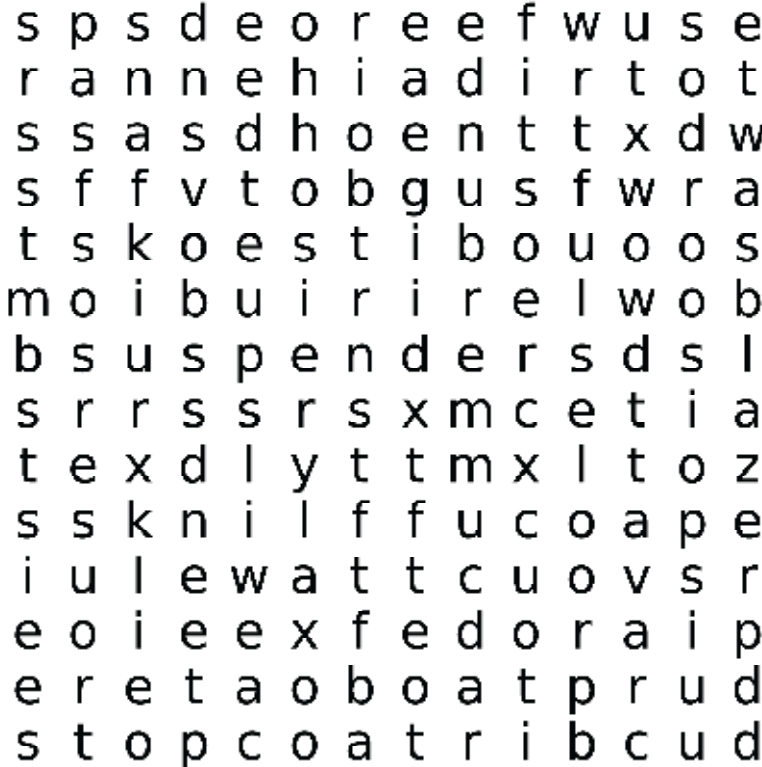 s p s d e o r e e f w u s e
r a n n e h i a d i r t o t
s s a s d h o e n t t x d w
s f f v t o b g u s f w r a
t s k o e s t i b o u o o s
m o i b u i r i r e l w o b
b s u s p e n d e r s d s l
s r r s s r s x m c e t i a
t e x d l y t t m x l t o z
s s k n i l f f u c o a p e
i u l e w a t t c u o v s r
e o i e e x f e d o r a i p
e r e t a o b o a t p r u d
s t o p c o a t r i b c u d